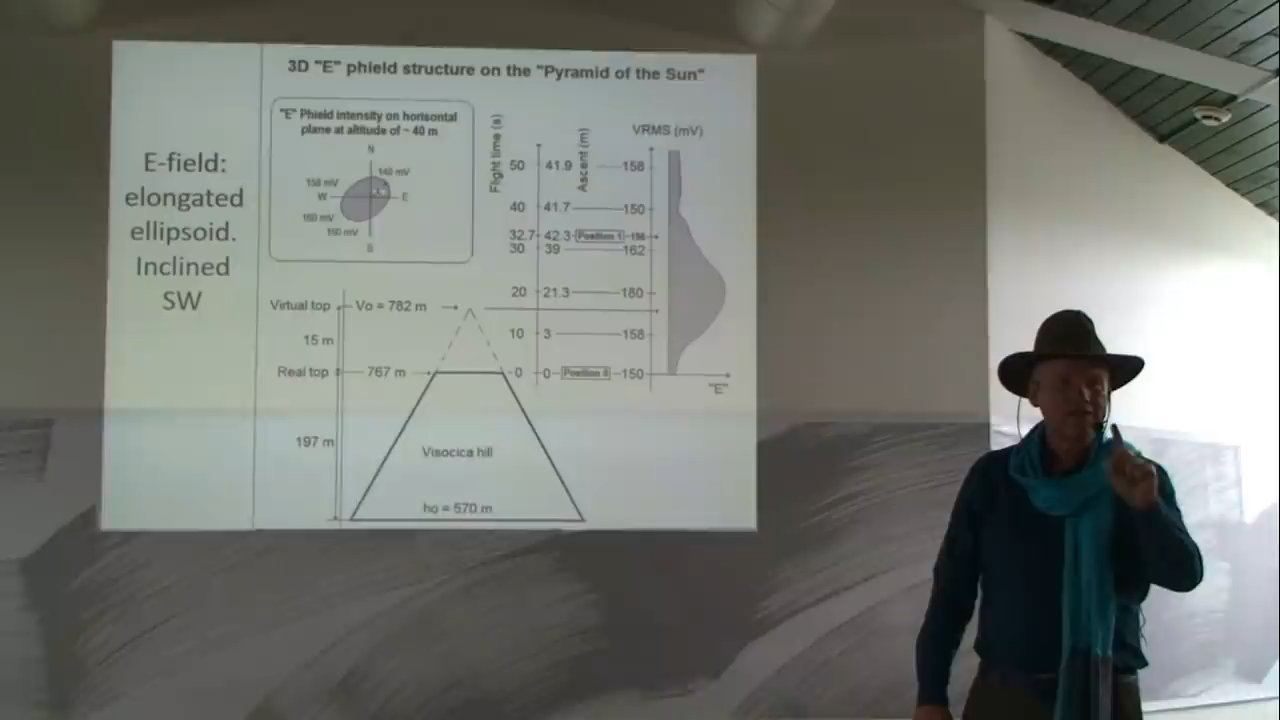 3D "E" phield structure on the "Pyramid of the Sun"
E-field:
elongated
ellipsoid.
Inclined
SW
"E" Phield intensity on horisontal
plane at altitude of ~ 40 m
N
140 mV
150 mV
W
E
160 mV
150 mV
S
Flight time (s)
Ascent (m)
VRMS (mV)
50 41.9 158
40 41.7 150
32.7 42.3 Position 1
30 39 162
20 21.3 180
10 3 158
0 0 Position 0 150
"E"
Virtual top Vo = 782 m
15 m
Real top 767 m
197 m
Visocica hill
ho = 570 m